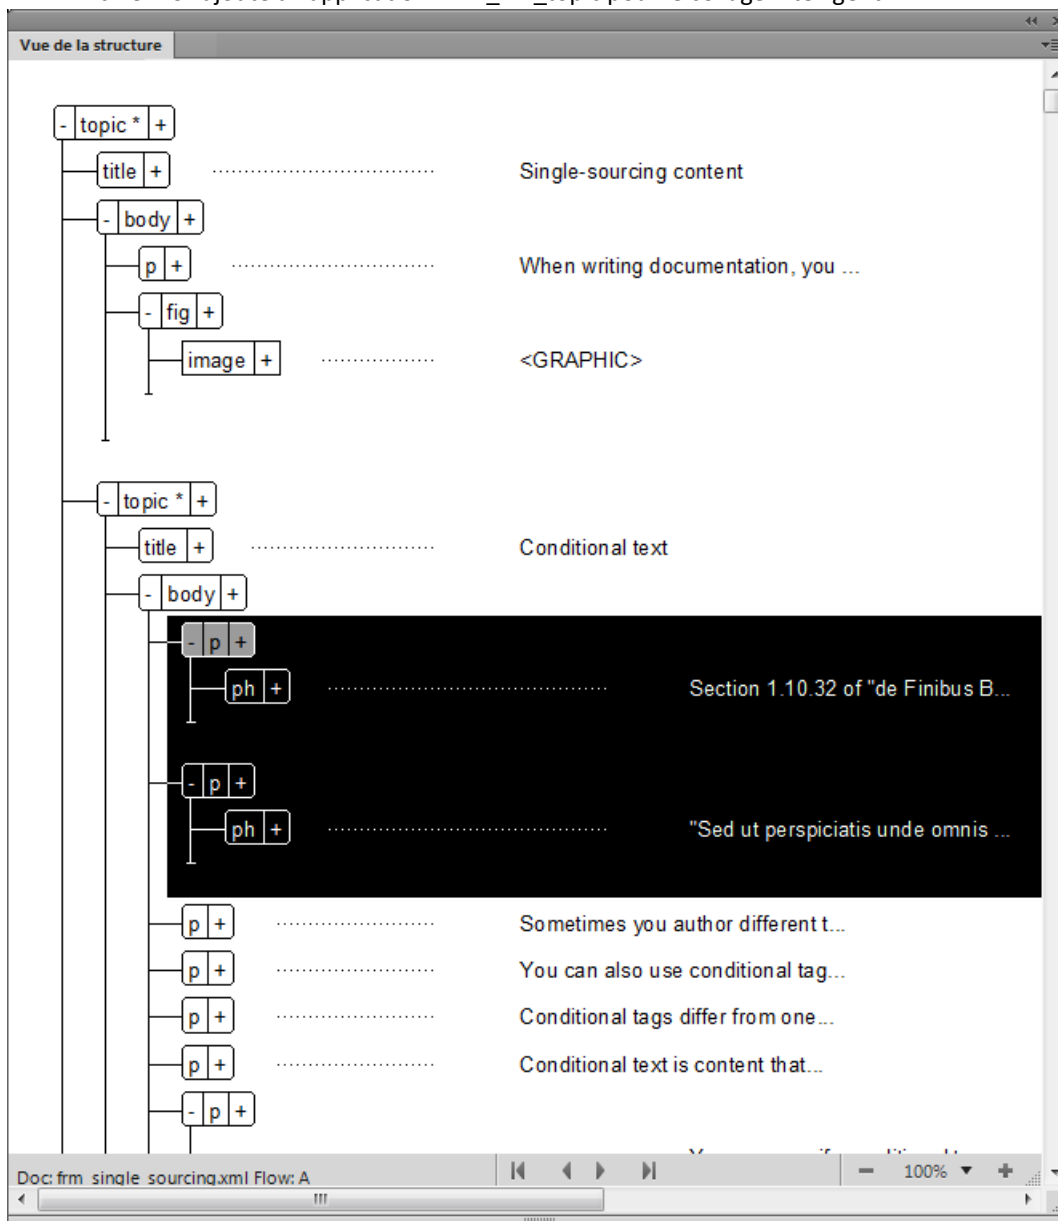 Vue de la structure
- topic * +
title + Single-sourcing content
- body +
p + When writing documentation, you ...
- fig +
image + <GRAPHIC>
- topic * +
title + Conditional text
- body +
- p +
ph + Section 1.10.32 of "de Finibus B...
- p +
ph + "Sed ut perspiciatis unde omnis ...
p + Sometimes you author different t...
p + You can also use conditional tag...
p + Conditional tags differ from one...
p + Conditional text is content that...
- p +
Doc: frm_single_sourcing.xml Flow: A 100%